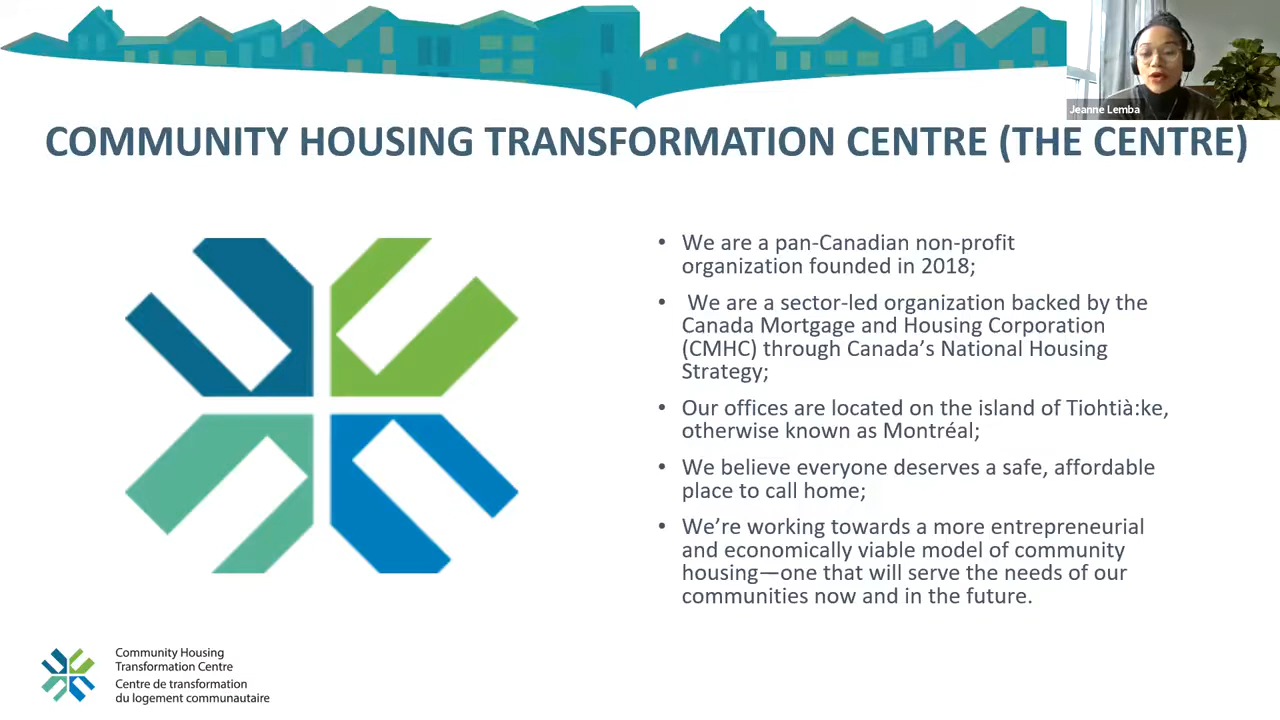 Jeanne Lemba
COMMUNITY HOUSING TRANSFORMATION CENTRE (THE CENTRE)
• We are a pan-Canadian non-profit
organization founded in 2018;
• We are a sector-led organization backed by the
Canada Mortgage and Housing Corporation
(CMHC) through Canada’s National Housing
Strategy;
• Our offices are located on the island of Tiohtià:ke,
otherwise known as Montréal;
• We believe everyone deserves a safe, affordable
place to call home;
• We’re working towards a more entrepreneurial
and economically viable model of community
housing—one that will serve the needs of our
communities now and in the future.
Community Housing
Transformation Centre
Centre de transformation
du logement communautaire